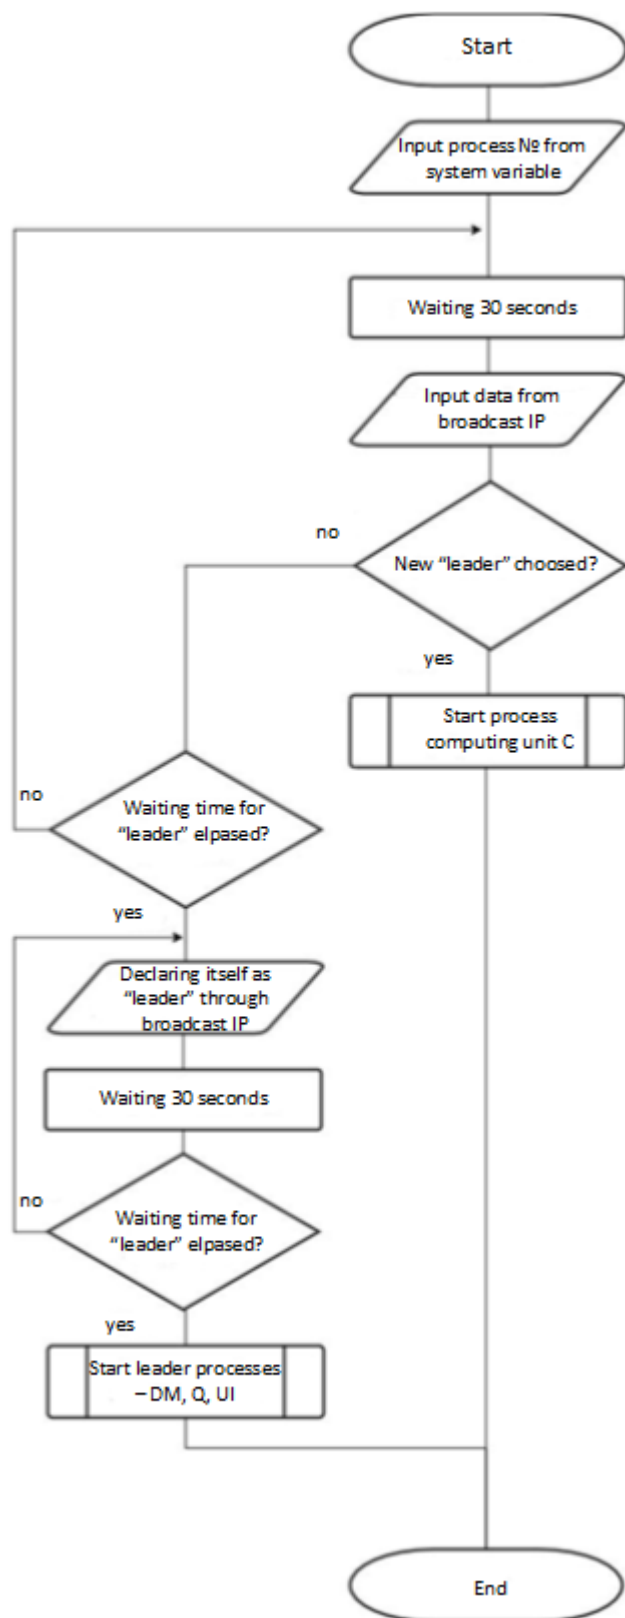 Start
Input process № from
system variable
Waiting 30 seconds
Input data from
broadcast IP
no
New “leader” choosed?
yes
Start process
computing unit C
no
Waiting time for
“leader” elpased?
yes
Declaring itself as
“leader” through
broadcast IP
Waiting 30 seconds
no
Waiting time for
“leader” elpased?
yes
Start leader processes
– DM, Q, UI
End